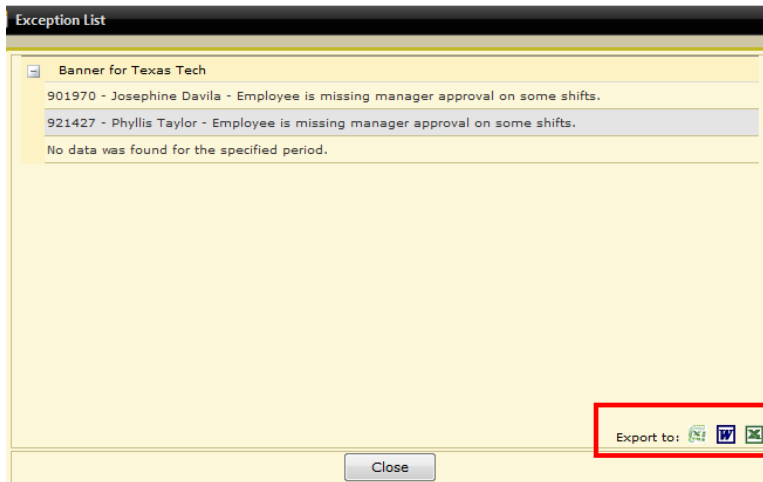 Exception List
Banner for Texas Tech
901970 - Josephine Davila - Employee is missing manager approval on some shifts.
921427 - Phyllis Taylor - Employee is missing manager approval on some shifts.
No data was found for the specified period.
Export to:
Close